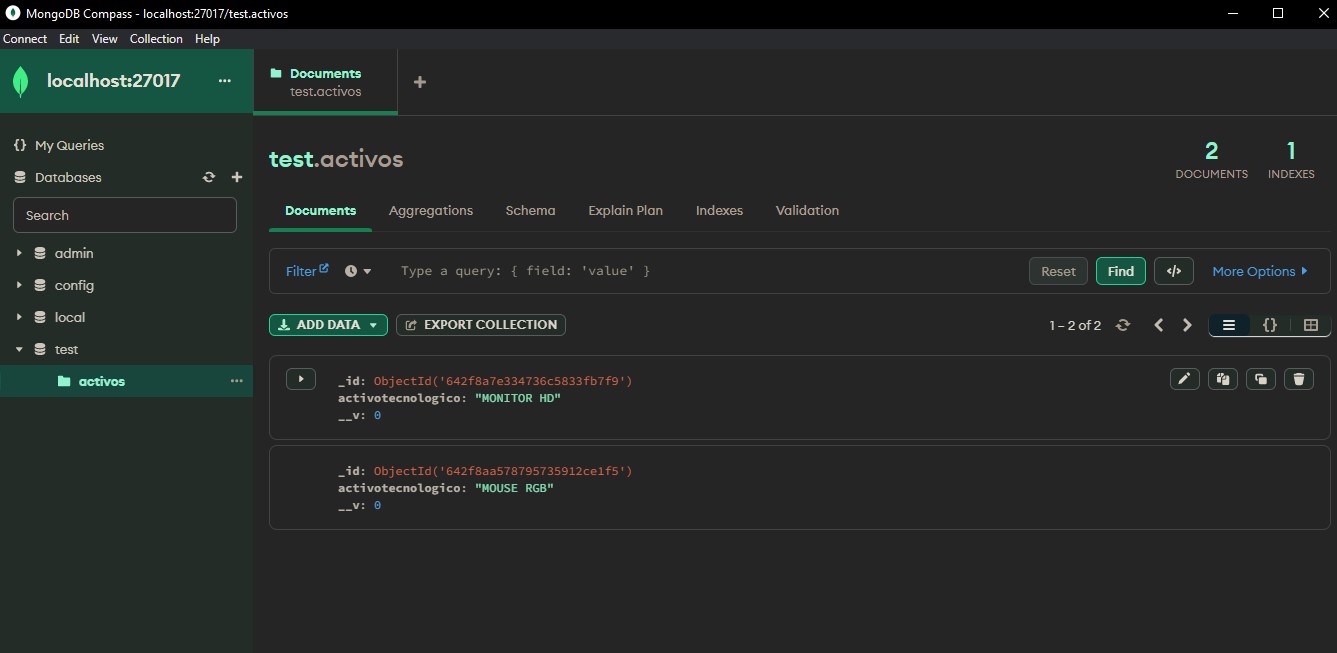 MongoDB Compass - localhost:27017/test.activos
Connect Edit View Collection Help
localhost:27017 ...
Documents
test.activos
{} My Queries
Databases
Search
admin
config
local
test
activos ...
test.activos
2 DOCUMENTS
1 INDEXES
Documents Aggregations Schema Explain Plan Indexes Validation
Filter Type a query: { field: 'value' } Reset Find </> More Options
ADD DATA EXPORT COLLECTION 1 – 2 of 2 {}
_id: ObjectId('642f8a7e334736c5833fb7f9')
activotecnologico: "MONITOR HD"
__v: 0
_id: ObjectId('642f8aa578795735912ce1f5')
activotecnologico: "MOUSE RGB"
__v: 0